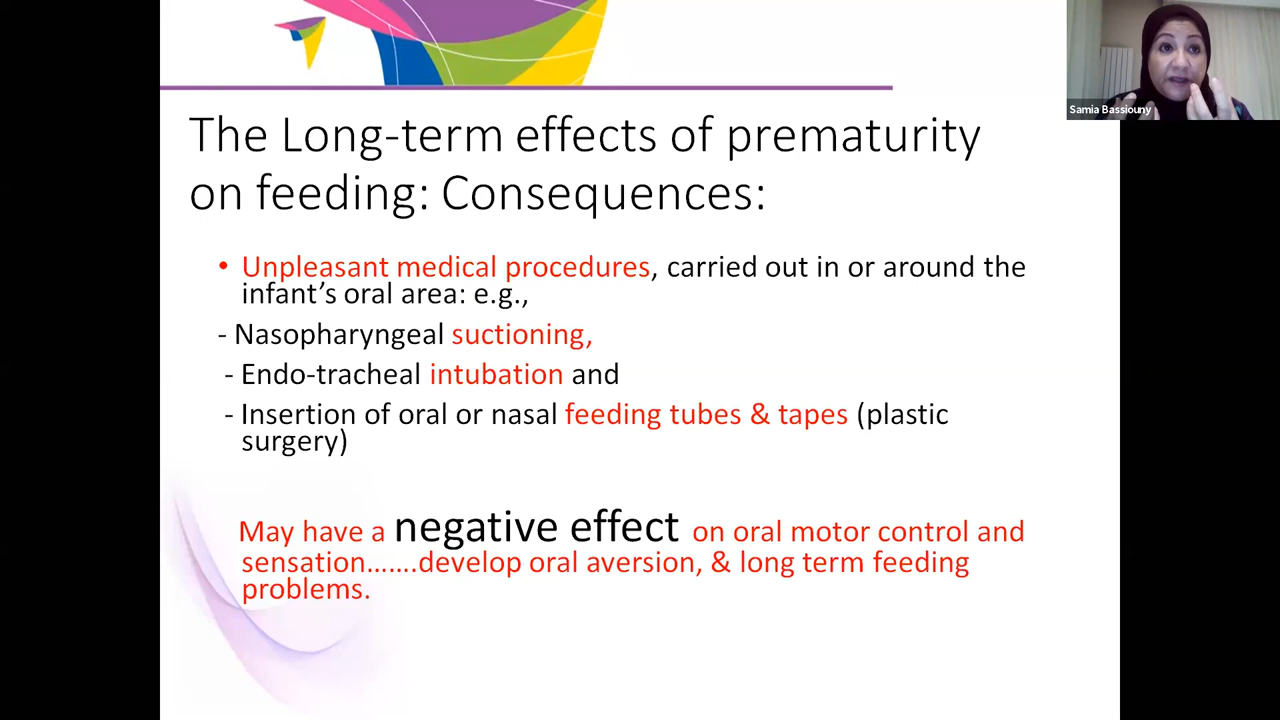 Samia Bassiouny
The Long-term effects of prematurity
on feeding: Consequences:
• Unpleasant medical procedures, carried out in or around the
infant’s oral area: e.g.,
- Nasopharyngeal suctioning,
- Endo-tracheal intubation and
- Insertion of oral or nasal feeding tubes & tapes (plastic
surgery)
May have a negative effect on oral motor control and
sensation…….develop oral aversion, & long term feeding
problems.